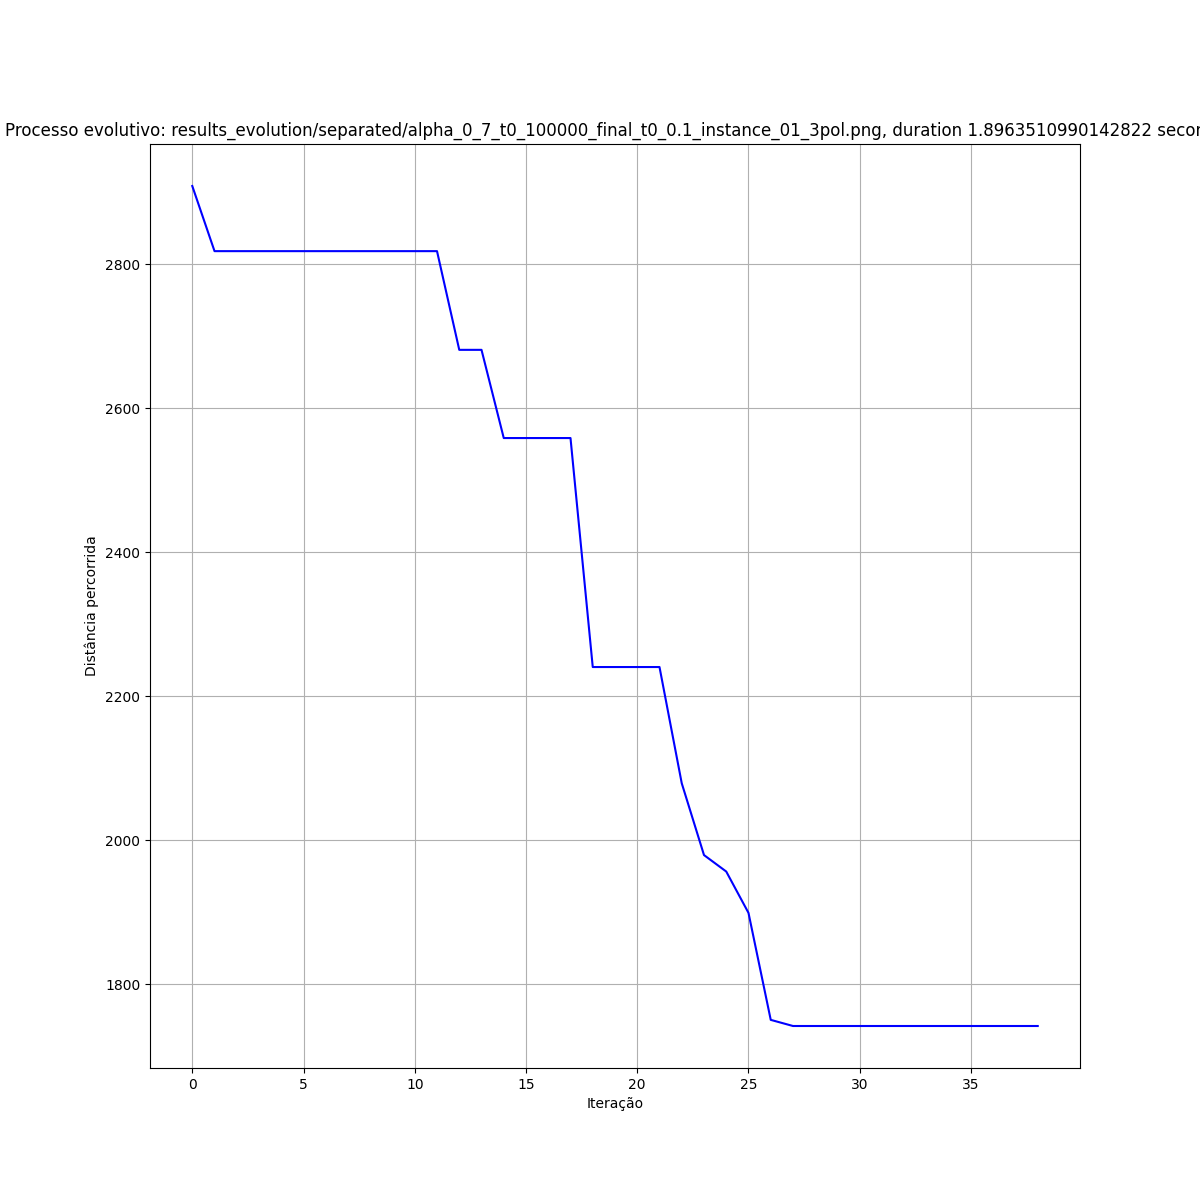 Processo evolutivo: results_evolution/separated/alpha_0_7_t0_100000_final_t0_0.1_instance_01_3pol.png, duration 1.8963510990142822 secon
2800
2600
2400
2200
2000
1800
Distância percorrida
0 5 10 15 20 25 30 35
Iteração